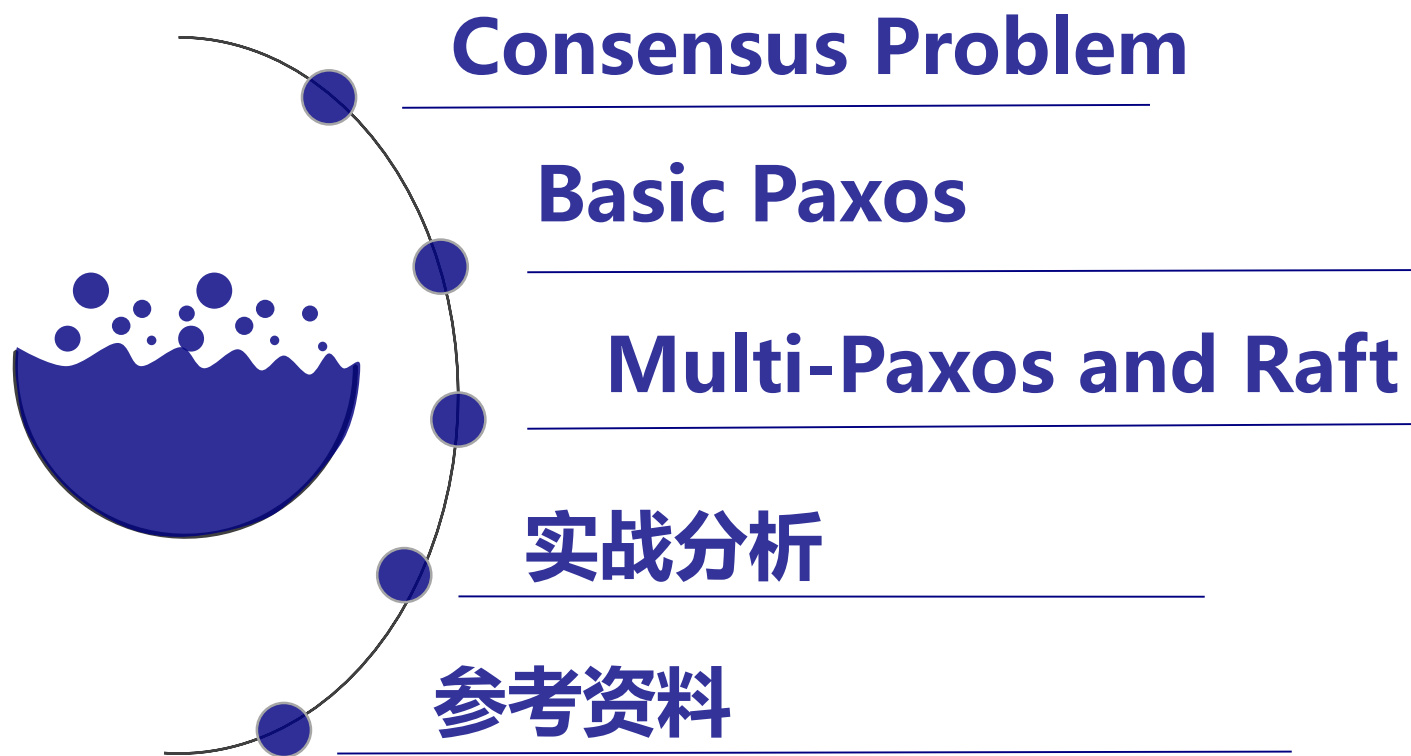 Consensus Problem
Basic Paxos
Multi-Paxos and Raft
实战分析
参考资料